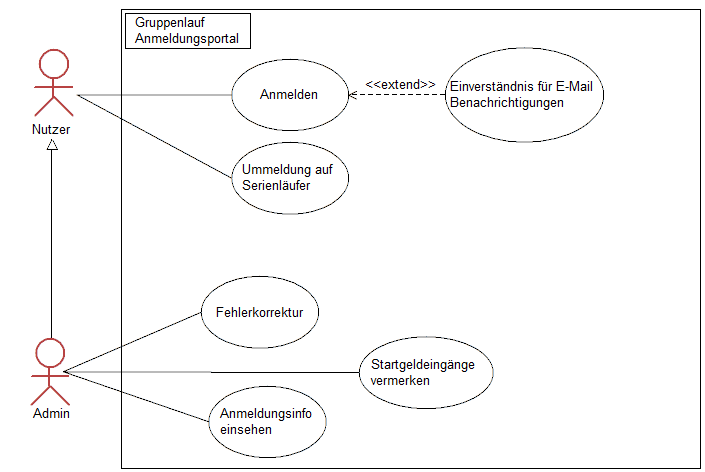 Gruppenlauf
Anmeldungsportal
Anmelden
<<extend>>
Einverständnis für E-Mail
Benachrichtigungen
Nutzer
Ummeldung auf
Serienläufer
Fehlerkorrektur
Startgeldeingänge
vermerken
Admin
Anmeldungsinfo
einsehen